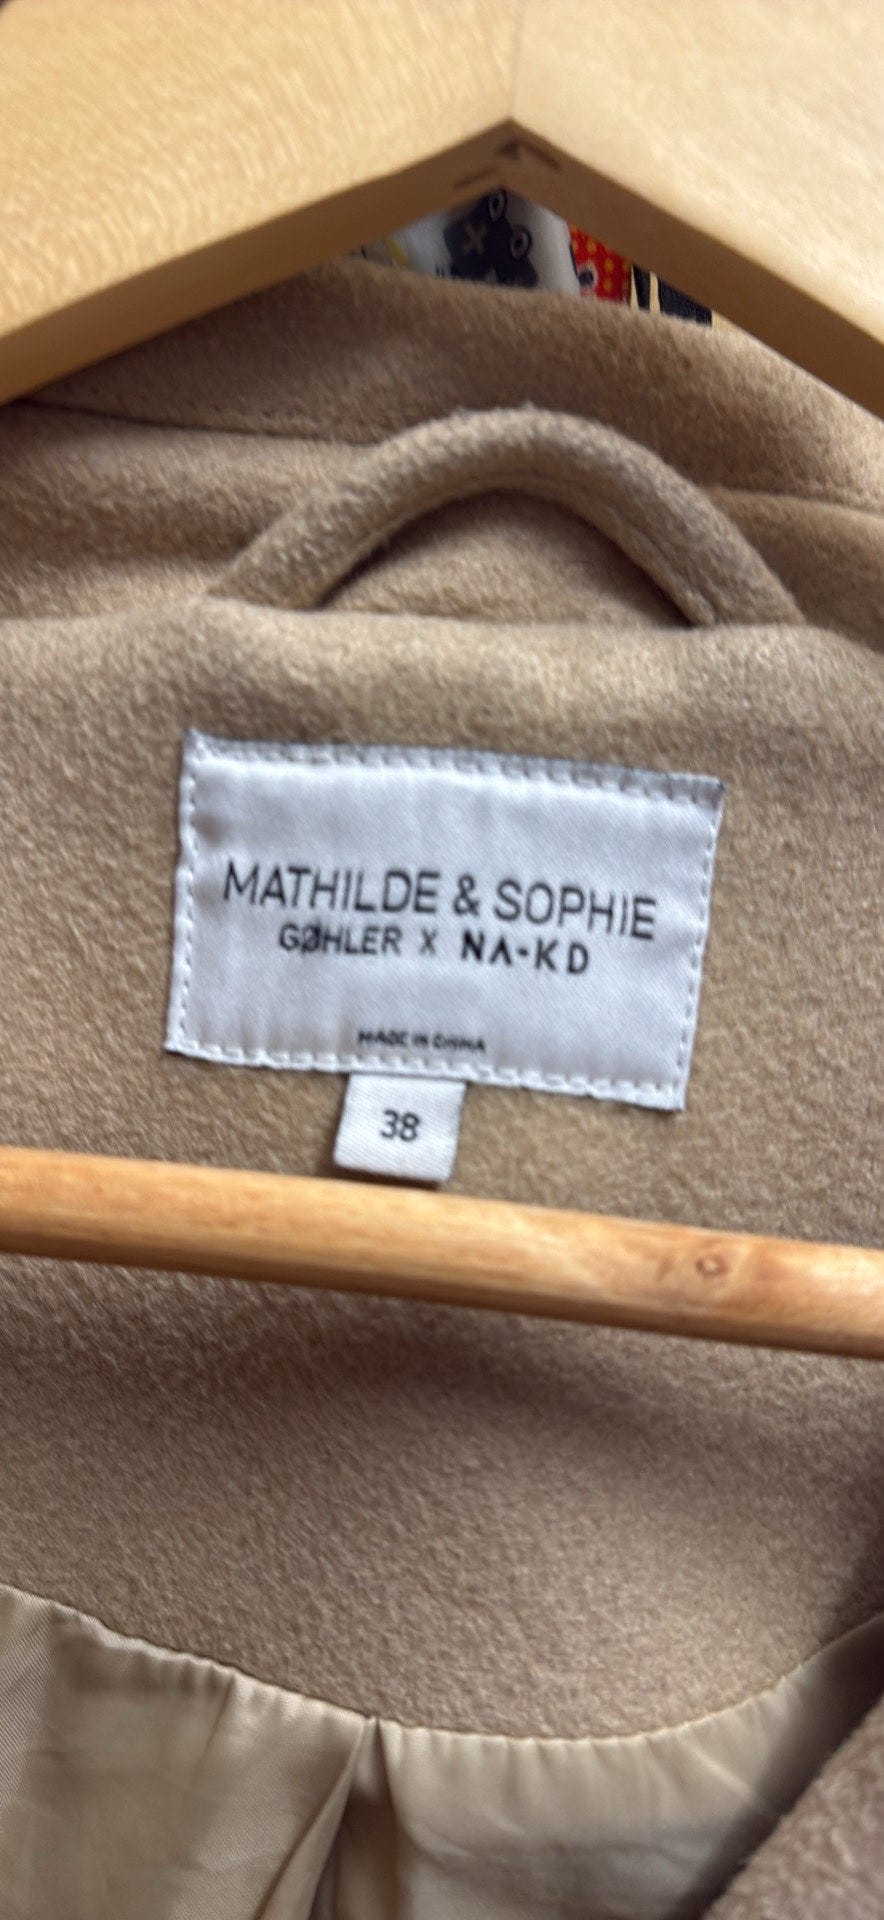 MATHILDE & SOPHIE
GØHLER X NA-KD
MADE IN CHINA
38